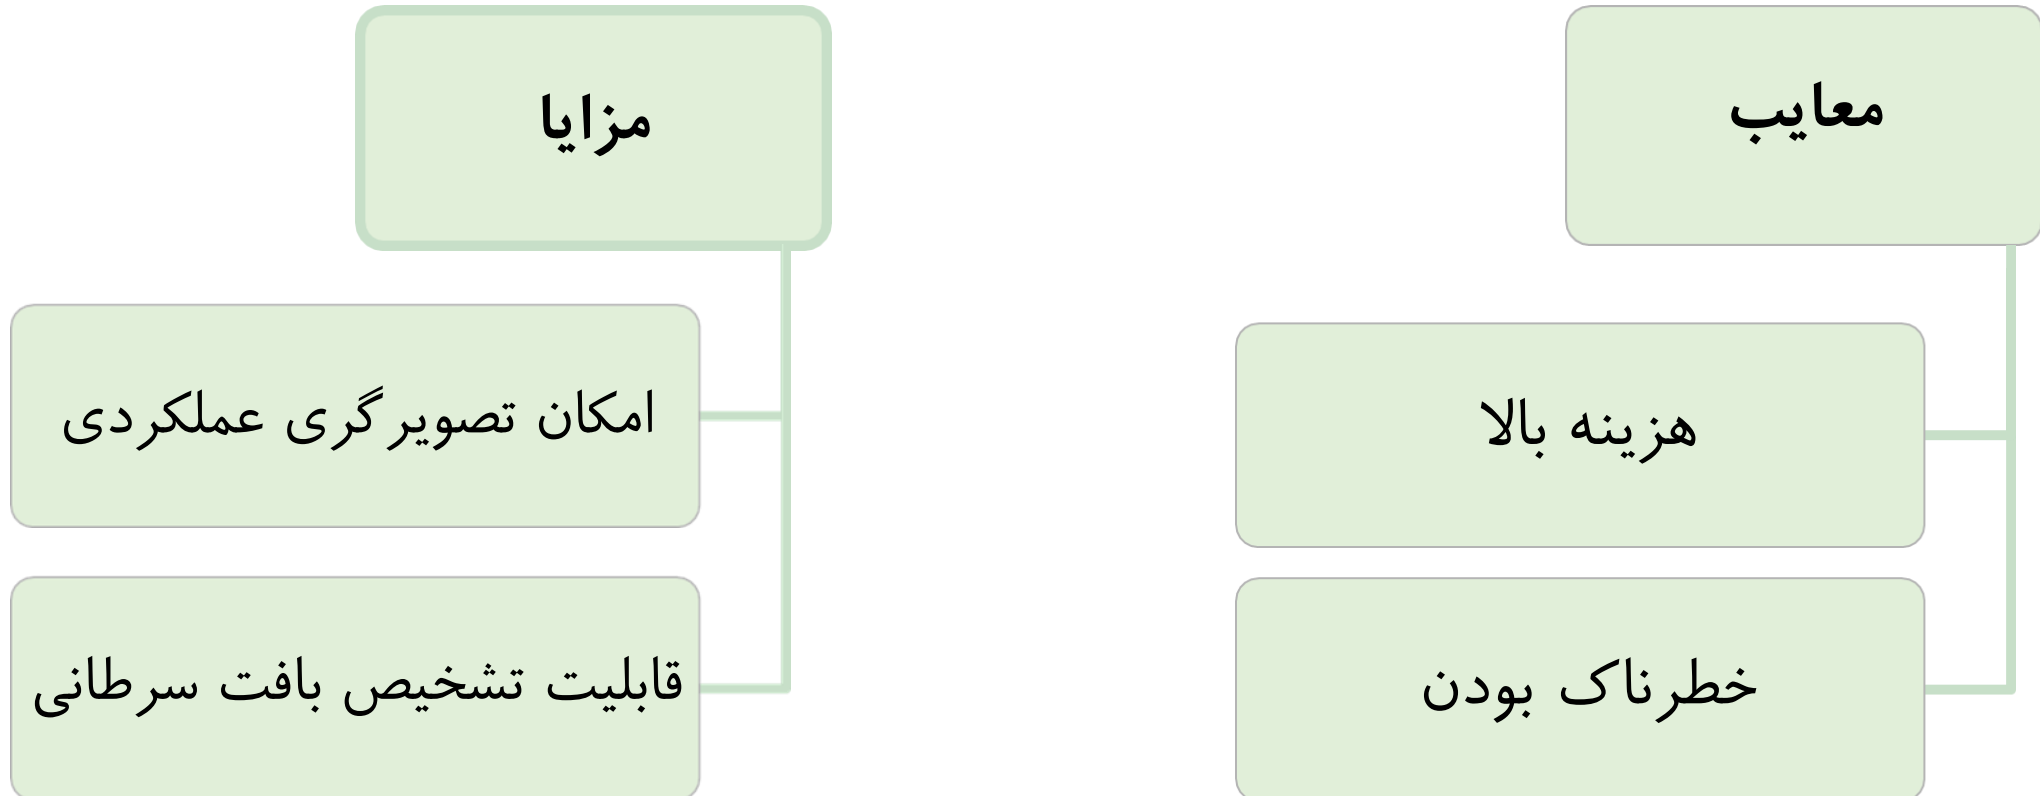 معایب
هزینه بالا
خطرناک بودن
مزایا
امکان تصویرگری عملکردی
قابلیت تشخیص بافت سرطانی